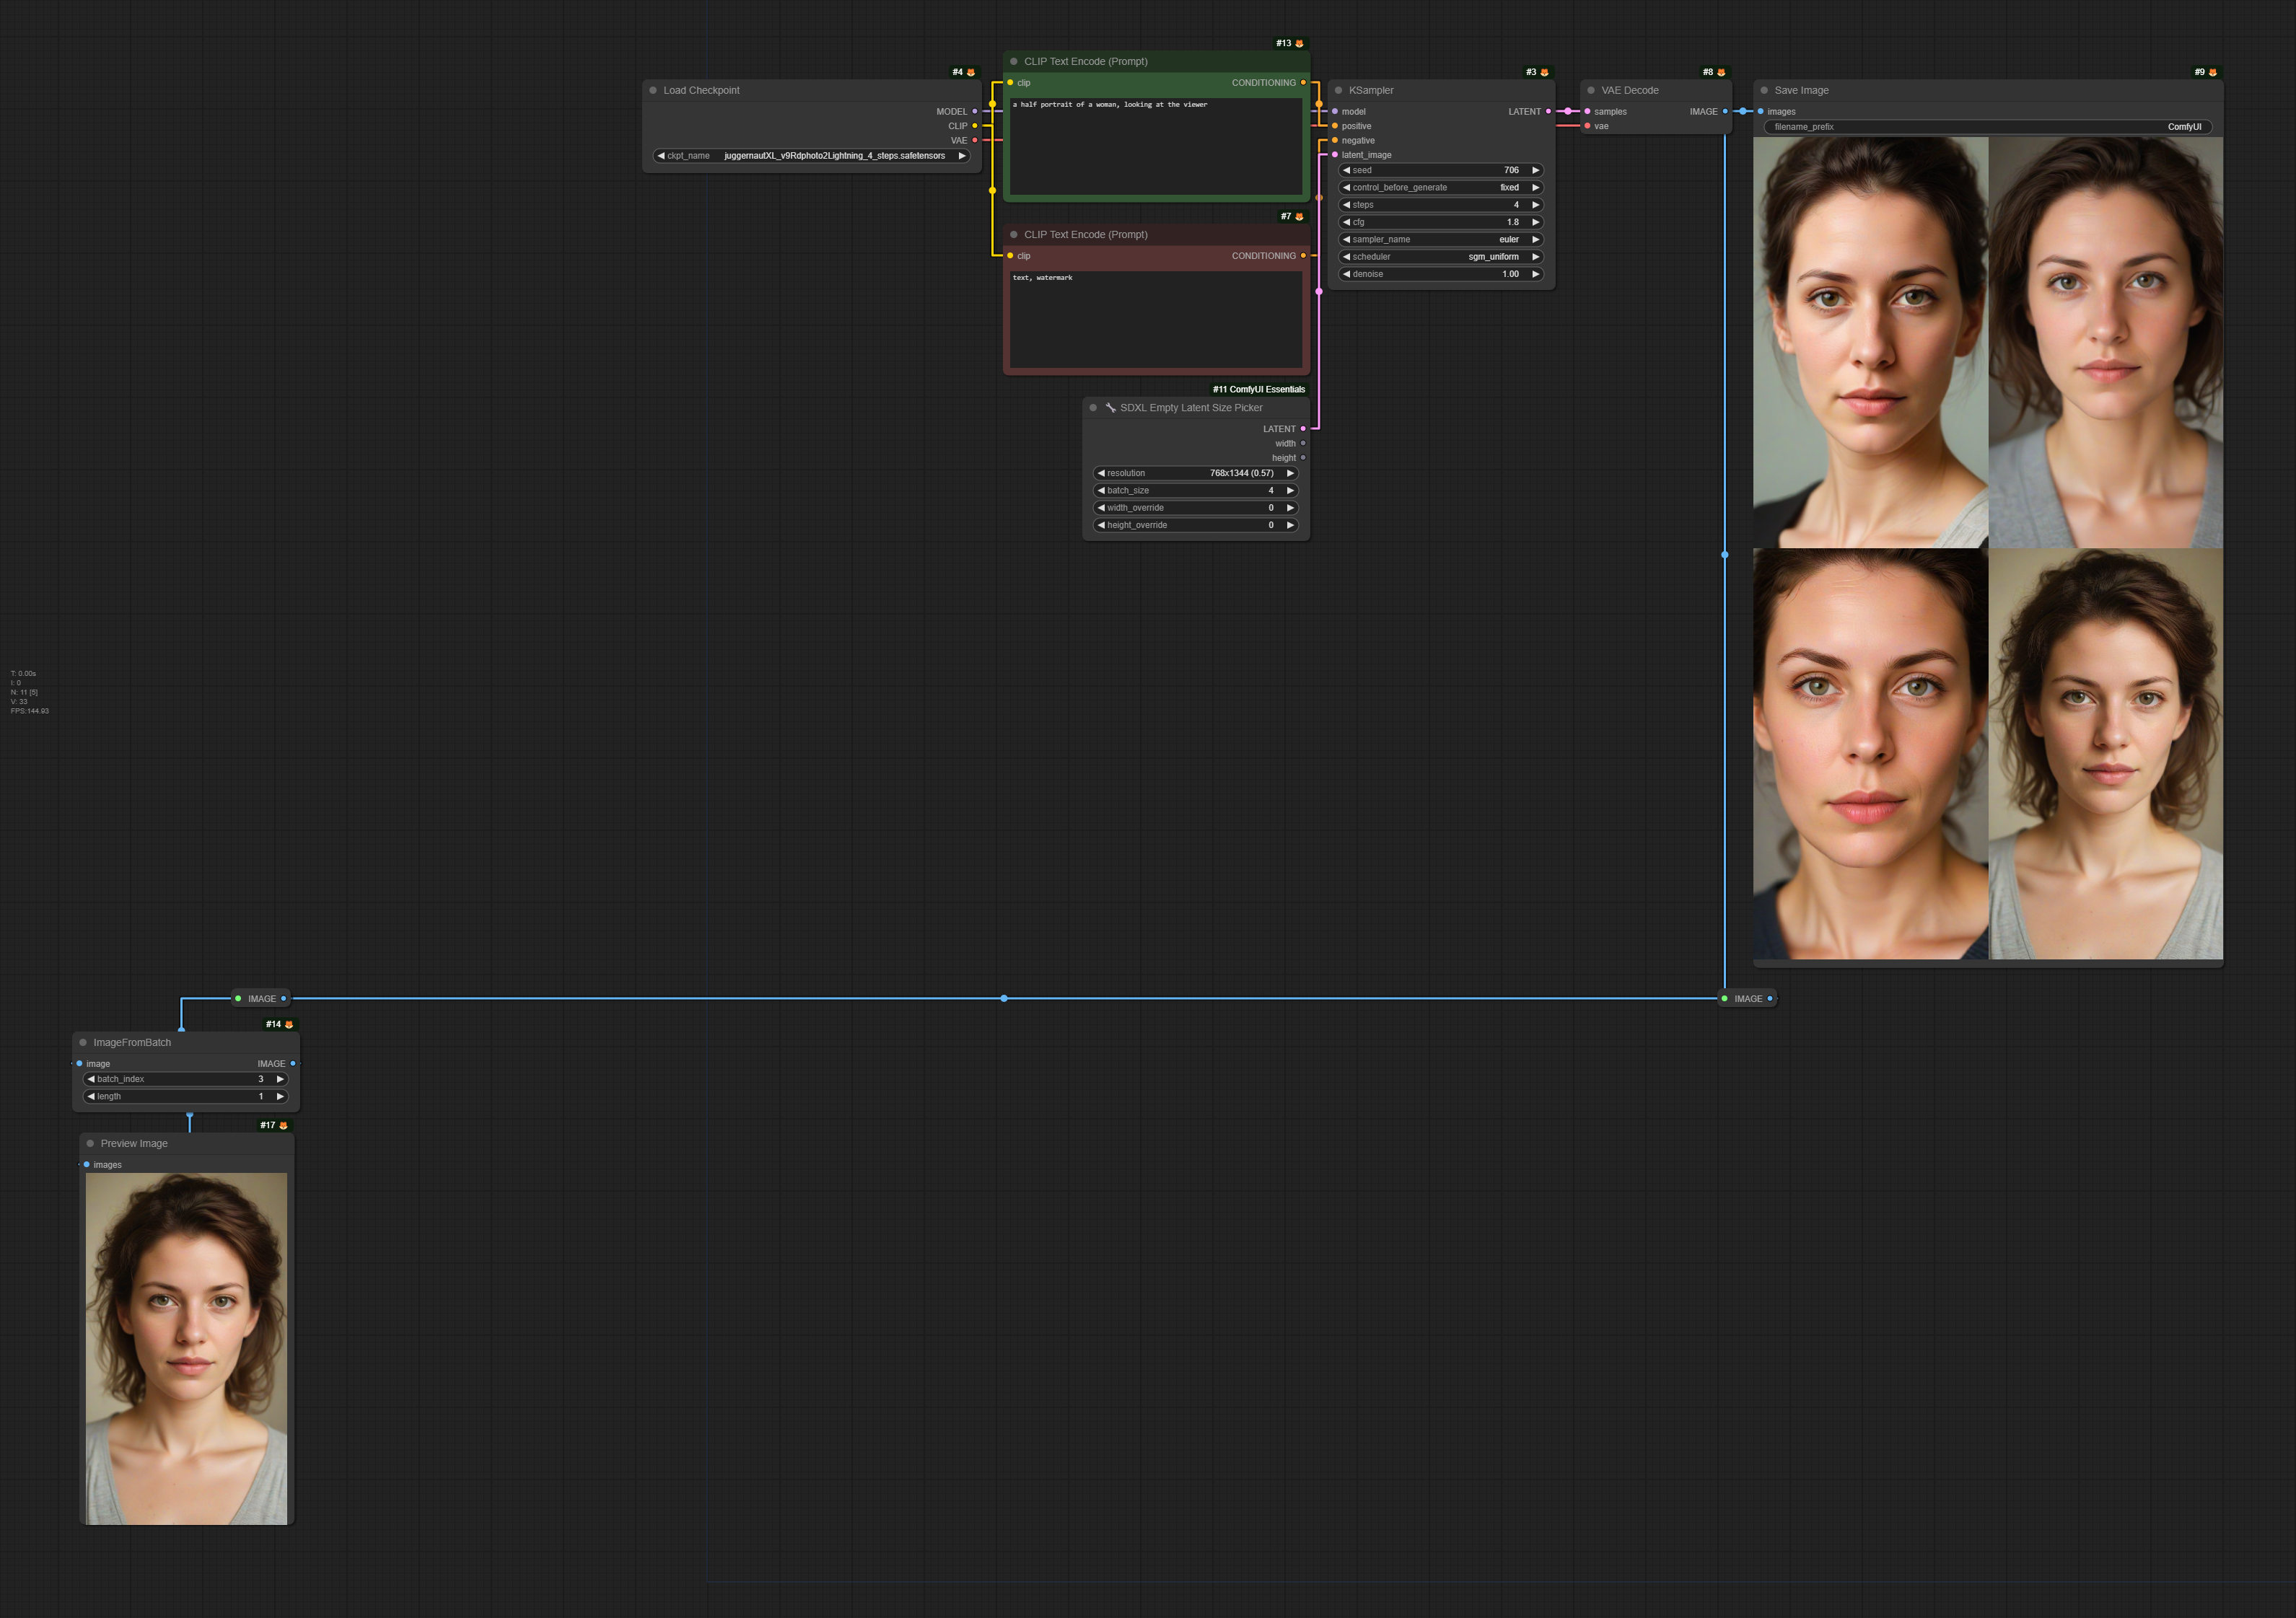 #4
Load Checkpoint
MODEL
CLIP
VAE
ckpt_name juggernautXL_v9Rdphoto2Lightning_4_steps.safetensors
#13
CLIP Text Encode (Prompt)
clip CONDITIONING
a half portrait of a woman, looking at the viewer
#7
CLIP Text Encode (Prompt)
clip CONDITIONING
text, watermark
#11 ComfyUI Essentials
SDXL Empty Latent Size Picker
LATENT
width
height
resolution 768x1344 (0.57)
batch_size 4
width_override 0
height_override 0
#3
KSampler
model LATENT
positive
negative
latent_image
seed 706
control_before_generate fixed
steps 4
cfg 1.8
sampler_name euler
scheduler sgm_uniform
denoise 1.00
#8
VAE Decode
samples IMAGE
vae
#9
Save Image
images
filename_prefix ComfyUI
T: 0.00s
I: 0
N: 11 [5]
V: 33
FPS:144.93
IMAGE
IMAGE
#14
ImageFromBatch
image IMAGE
batch_index 3
length 1
#17
Preview Image
images